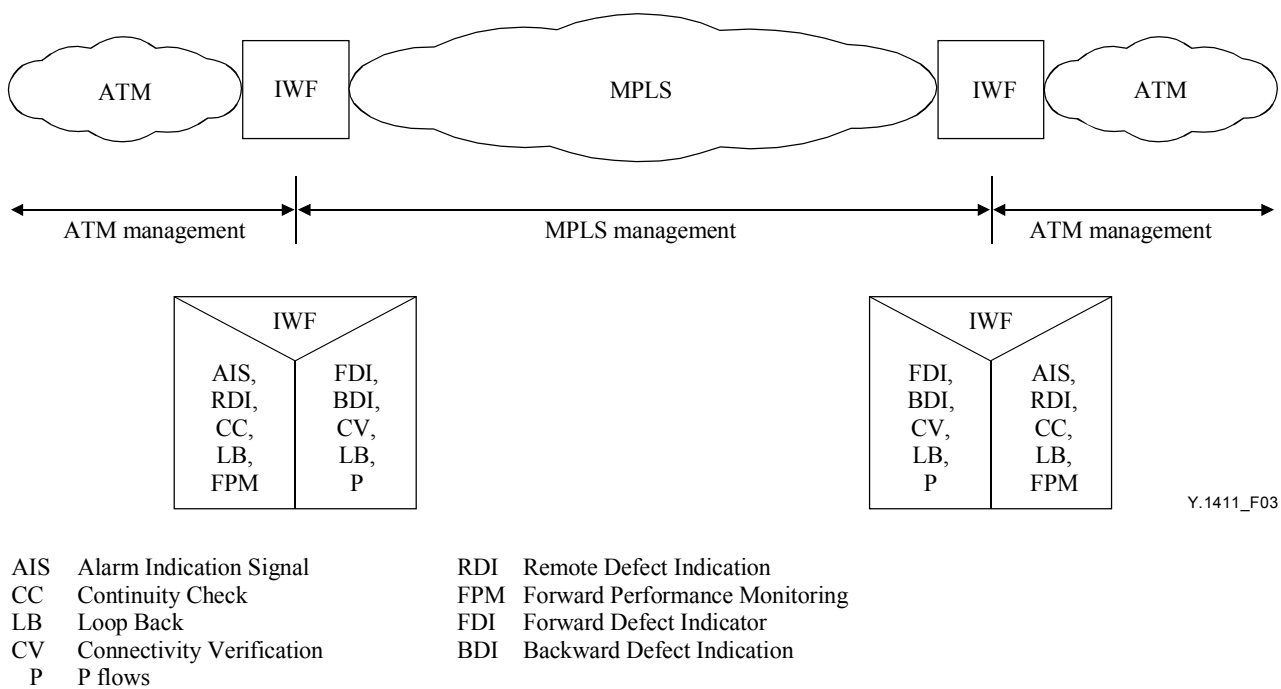 ATM IWF MPLS IWF ATM
ATM management MPLS management ATM management
IWF IWF
AIS, FDI, FDI, AIS,
RDI, BDI, BDI, RDI,
CC, CV, CV, CC,
LB, LB, LB, LB,
FPM P P FPM
Y.1411_F03
AIS Alarm Indication Signal RDI Remote Defect Indication
CC Continuity Check FPM Forward Performance Monitoring
LB Loop Back FDI Forward Defect Indicator
CV Connectivity Verification BDI Backward Defect Indication
P P flows